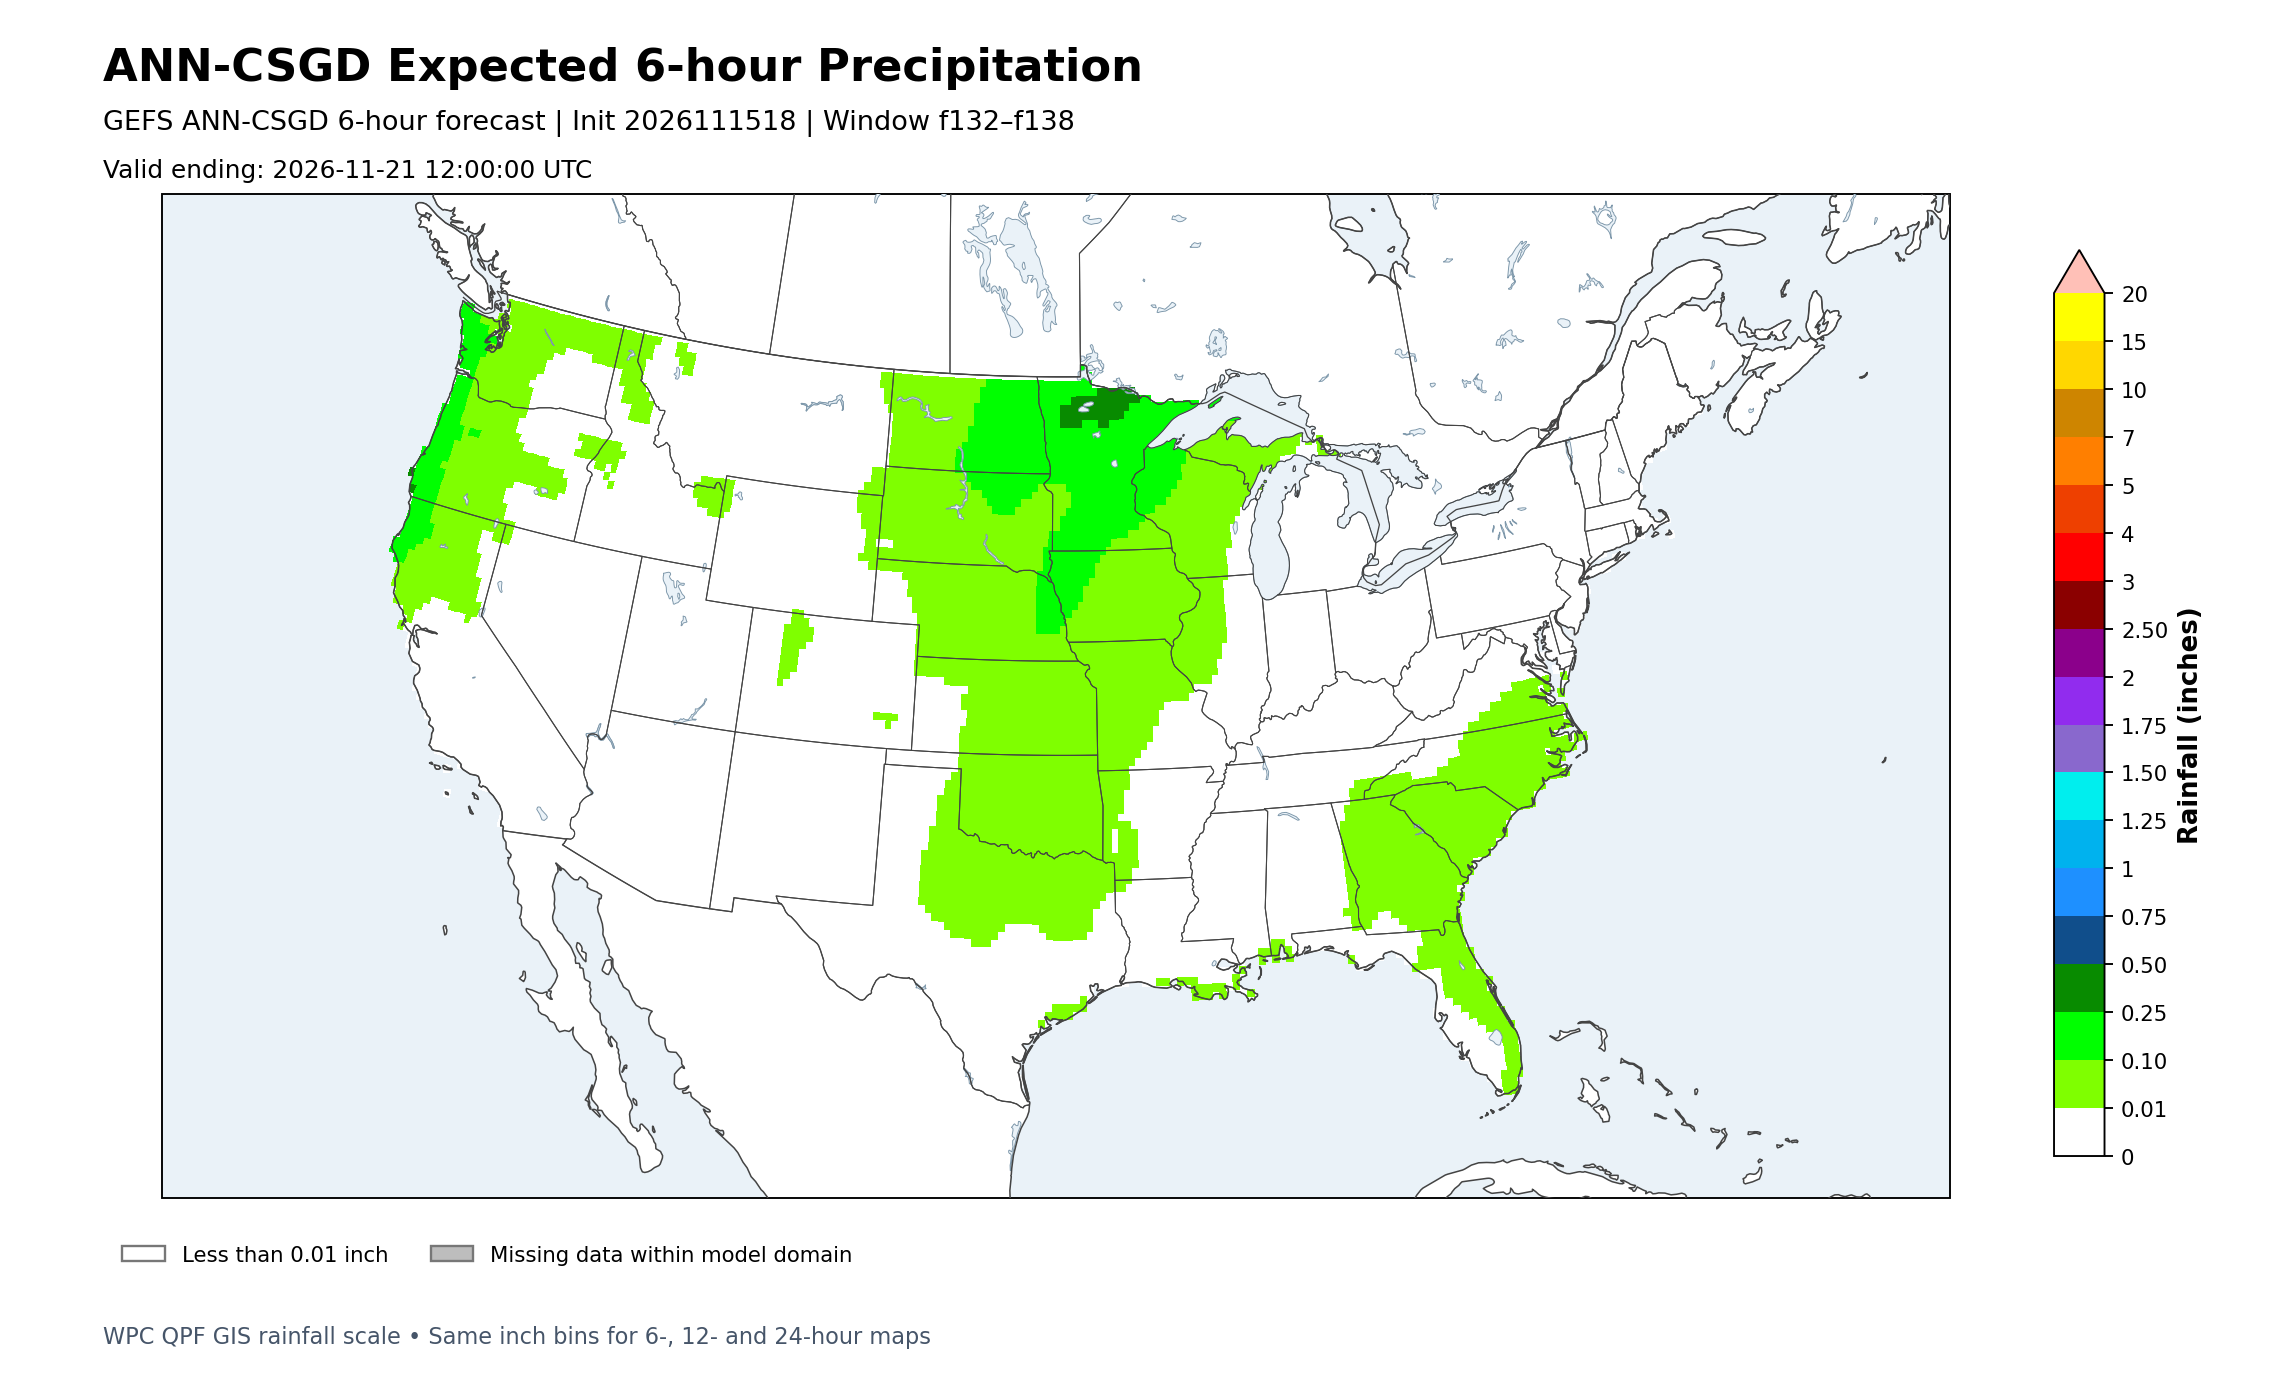 ANN-CSGD Expected 6-hour Precipitation
GEFS ANN-CSGD 6-hour forecast | Init 2026111518 | Window f132–f138
Valid ending: 2026-11-21 12:00:00 UTC
20
15
10
7
5
4
3
2.50
2
1.75
1.50
1.25
1
0.75
0.50
0.25
0.10
0.01
0
Rainfall (inches)
Less than 0.01 inch
Missing data within model domain
WPC QPF GIS rainfall scale • Same inch bins for 6-, 12- and 24-hour maps